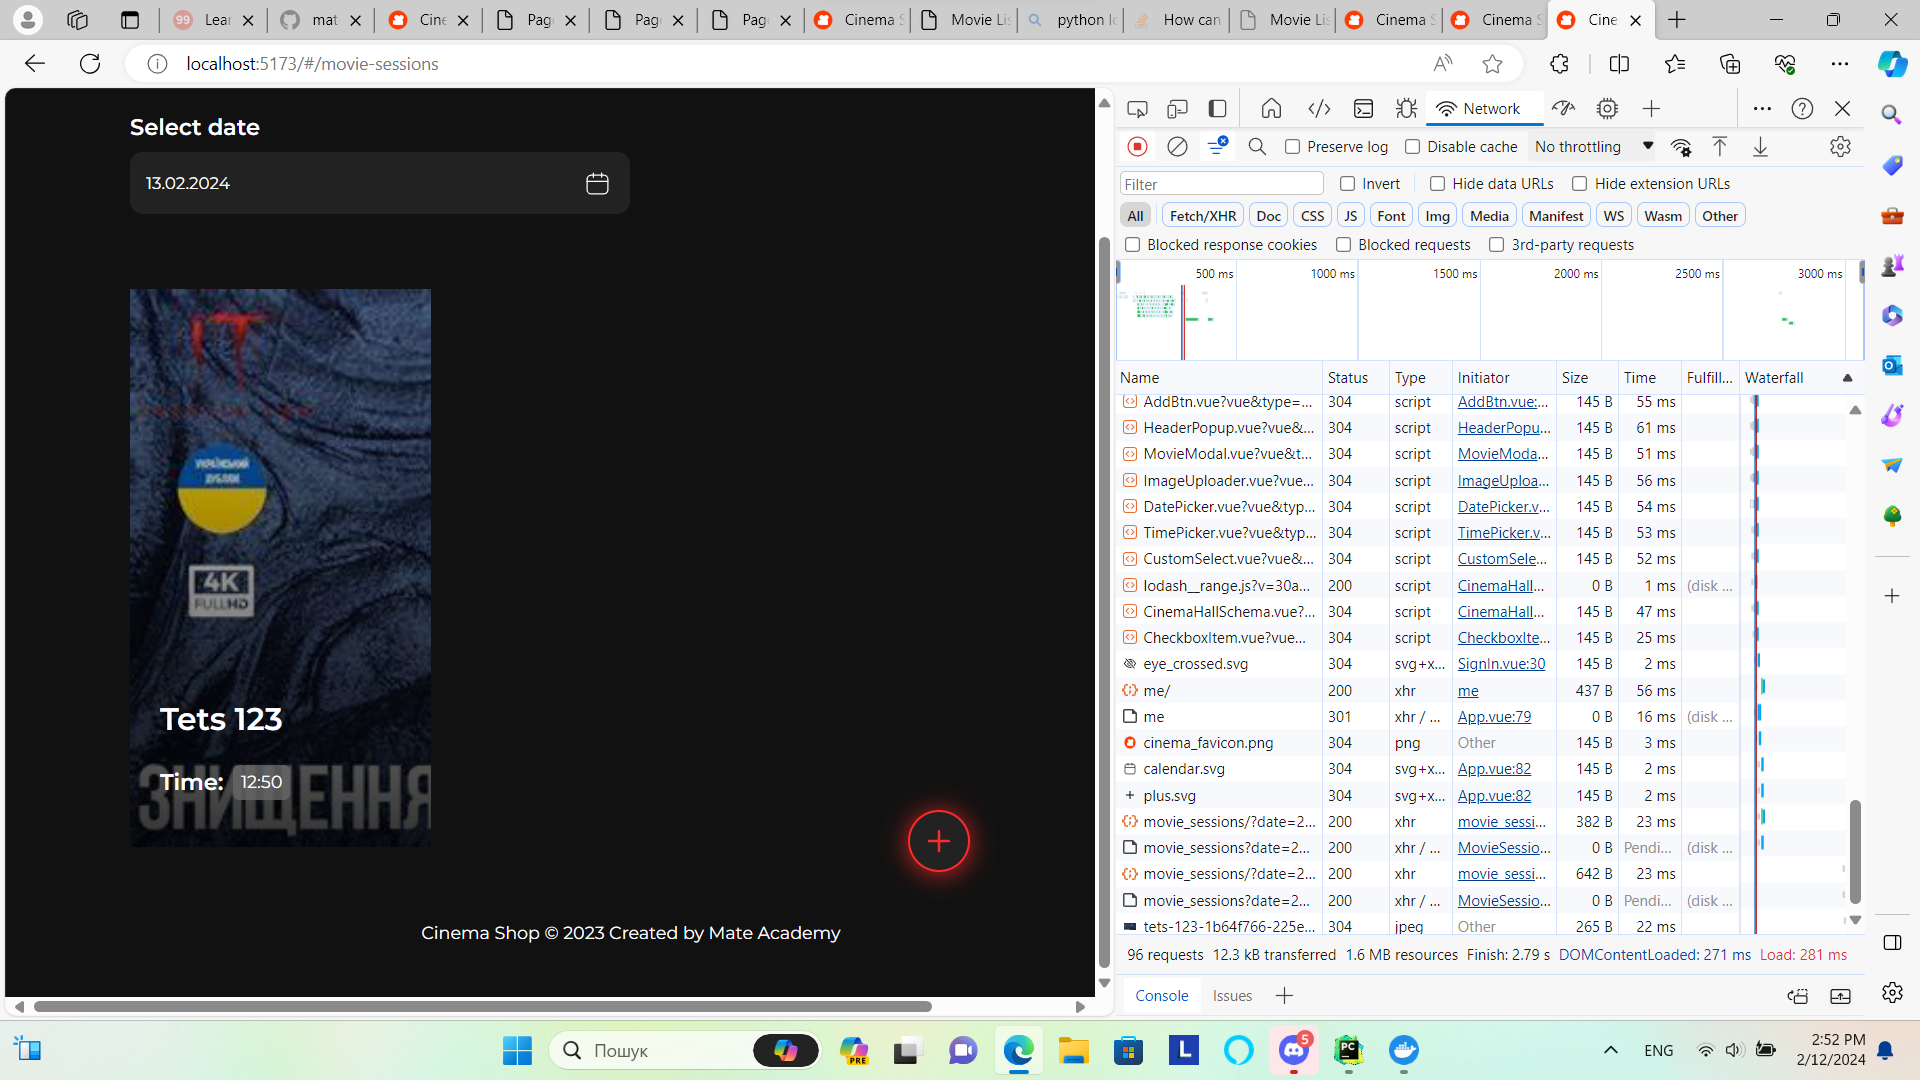 Lear
mat
Cine
Pag
Pag
Pag
Cinema S
Movie Lis
python lo
How can
Movie Lis
Cinema S
Cinema S
Cine
localhost:5173/#/movie-sessions
Select date
13.02.2024
УКРАЇНСЬКИЙ
ДУБЛЯЖ
4K
FULLHD
Tets 123
Time: 12:50
ЗНИЩЕННЯ
Cinema Shop © 2023 Created by Mate Academy
Network
Preserve log
Disable cache
No throttling
Filter
Invert
Hide data URLs
Hide extension URLs
All
Fetch/XHR
Doc
CSS
JS
Font
Img
Media
Manifest
WS
Wasm
Other
Blocked response cookies
Blocked requests
3rd-party requests
500 ms
1000 ms
1500 ms
2000 ms
2500 ms
3000 ms
Name Status Type Initiator Size Time Fulfill... Waterfall
AddBtn.vue?vue&type=... 304 script AddBtn.vue:... 145 B 55 ms
HeaderPopup.vue?vue&... 304 script HeaderPopu... 145 B 61 ms
MovieModal.vue?vue&t... 304 script MovieModa... 145 B 51 ms
ImageUploader.vue?vue... 304 script ImageUploa... 145 B 56 ms
DatePicker.vue?vue&typ... 304 script DatePicker.v... 145 B 54 ms
TimePicker.vue?vue&typ... 304 script TimePicker.v... 145 B 53 ms
CustomSelect.vue?vue&... 304 script CustomSele... 145 B 52 ms
lodash__range.js?v=30a... 200 script CinemaHall... 0 B 1 ms (disk ...
CinemaHallSchema.vue?... 304 script CinemaHall... 145 B 47 ms
CheckboxItem.vue?vue... 304 script CheckboxIte... 145 B 25 ms
eye_crossed.svg 304 svg+x... SignIn.vue:30 145 B 2 ms
me/ 200 xhr me 437 B 56 ms
me 301 xhr / ... App.vue:79 0 B 16 ms (disk ...
cinema_favicon.png 304 png Other 145 B 3 ms
calendar.svg 304 svg+x... App.vue:82 145 B 2 ms
plus.svg 304 svg+x... App.vue:82 145 B 2 ms
movie_sessions/?date=2... 200 xhr movie_sessi... 382 B 23 ms
movie_sessions?date=2... 200 xhr / ... MovieSessio... 0 B Pendi... (disk ...
movie_sessions/?date=2... 200 xhr movie_sessi... 642 B 23 ms
movie_sessions?date=2... 200 xhr / ... MovieSessio... 0 B Pendi... (disk ...
tets-123-1b64f766-225e... 304 jpeg Other 265 B 22 ms
96 requests 12.3 kB transferred 1.6 MB resources Finish: 2.79 s DOMContentLoaded: 271 ms Load: 281 ms
Console
Issues
Пошук
PRE
L
5
PC
ENG
2:52 PM
2/12/2024